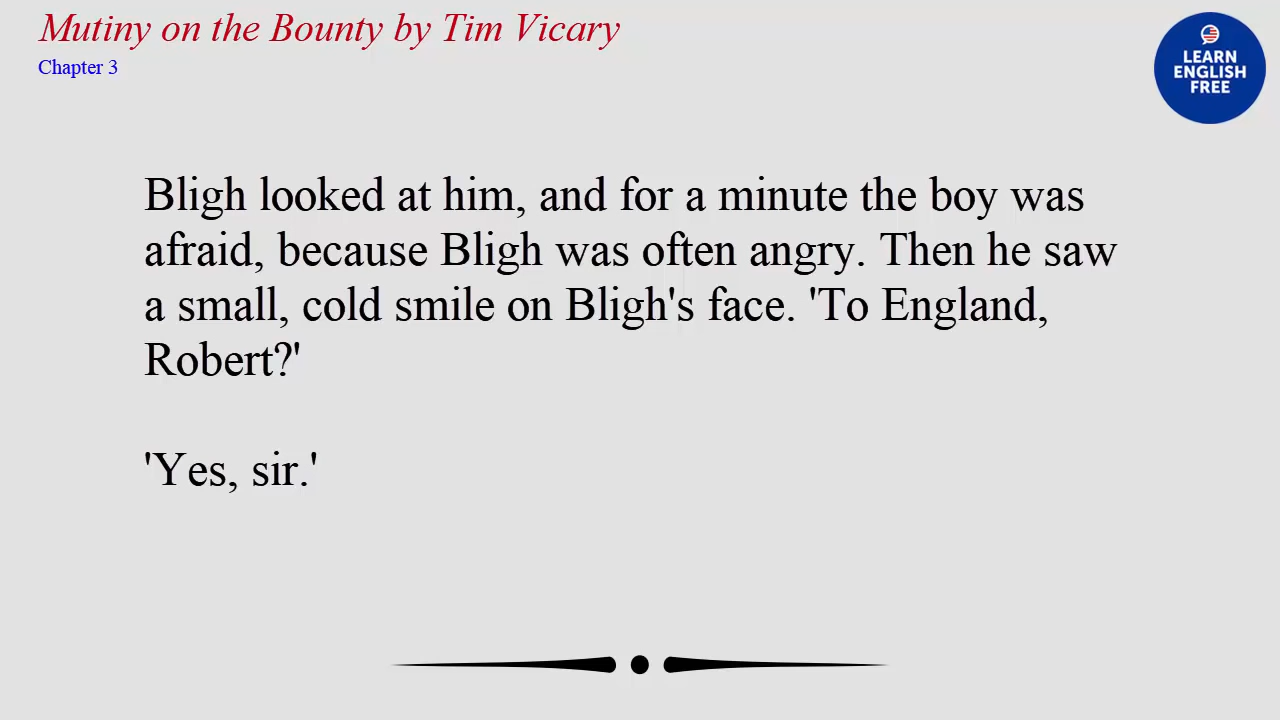 Mutiny on the Bounty by Tim Vicary
Chapter 3
LEARN
ENGLISH
FREE
Bligh looked at him, and for a minute the boy was
afraid, because Bligh was often angry. Then he saw
a small, cold smile on Bligh's face. 'To England,
Robert?'
'Yes, sir.'